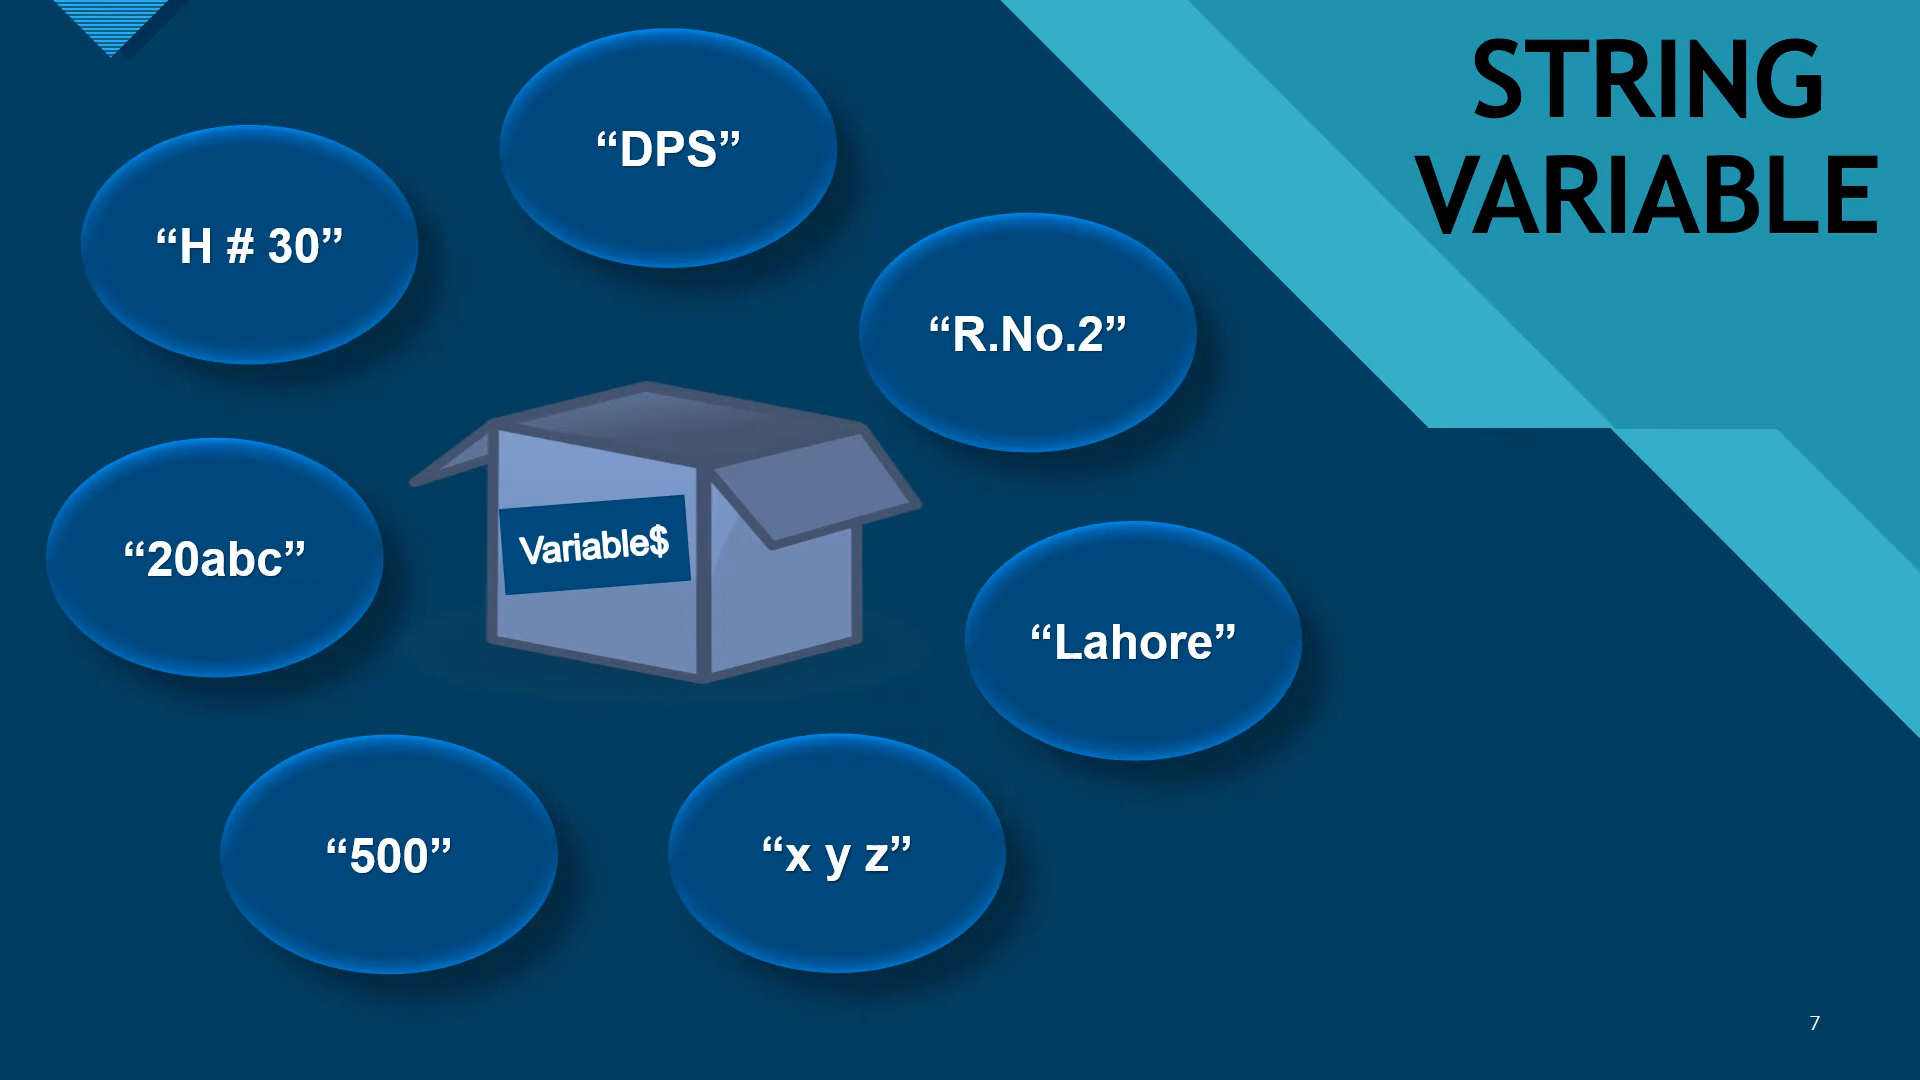 STRING
VARIABLE
“DPS”
“H # 30”
“R.No.2”
“20abc”
Variable$
“Lahore”
“500”
“x y z”
7